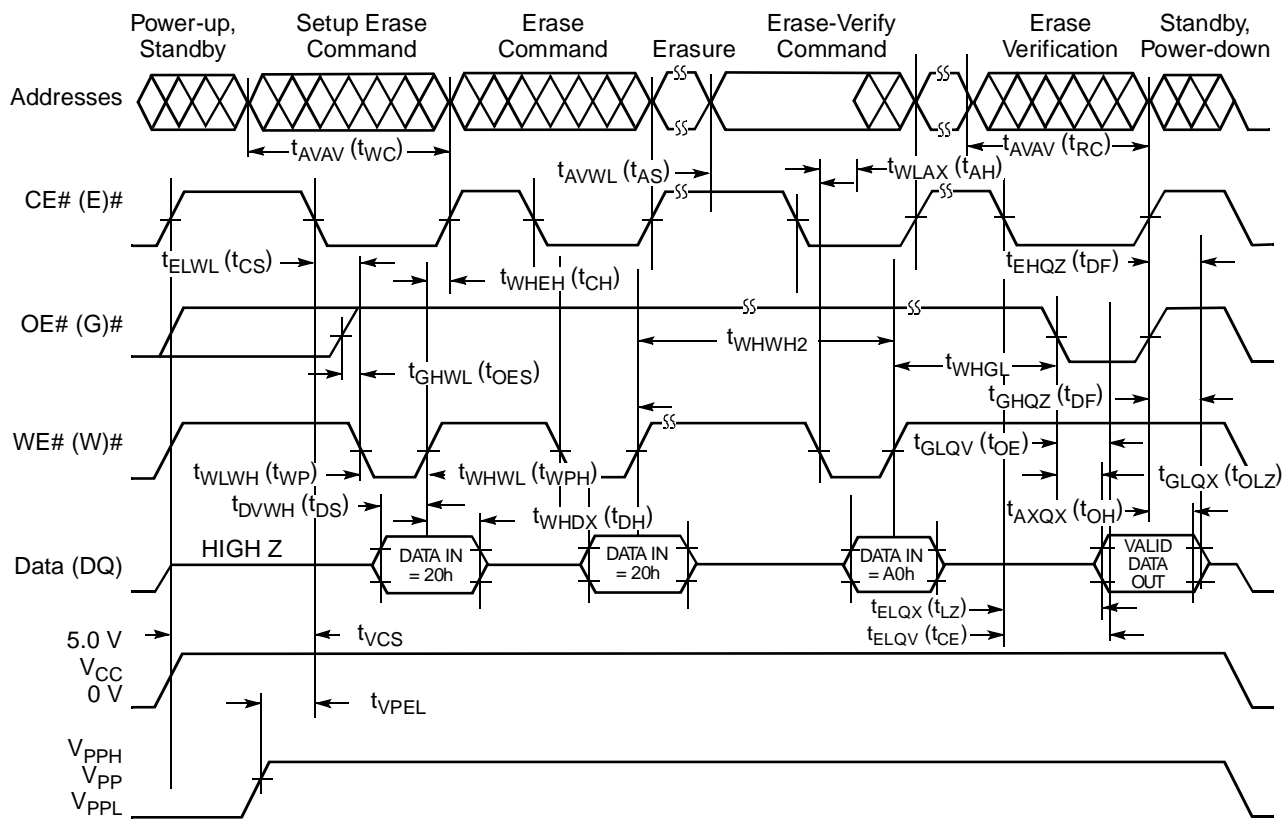 Power-up, Standby
Setup Erase Command
Erase Command
Erasure
Erase-Verify Command
Erase Verification
Standby, Power-down
Addresses
tAVAV (tWC)
tAVAV (tRC)
tAVWL (tAS)
tWLAX (tAH)
CE# (E)#
tELWL (tCS)
tWHEH (tCH)
tEHQZ (tDF)
OE# (G)#
tWHWH2
tWHGL
tGHWL (tOES)
tGHQZ (tDF)
WE# (W)#
tGLQV (tOE)
tWLWH (tWP)
tWHWL (tWPH)
tGLQX (tOLZ)
tDVWH (tDS)
tWHDX (tDH)
tAXQX (tOH)
Data (DQ)
HIGH Z
DATA IN = 20h
DATA IN = 20h
DATA IN = A0h
VALID DATA OUT
tELQX (tLZ)
tELQV (tCE)
5.0 V
VCC
0 V
tVCS
tVPEL
VPPH
VPP
VPPL